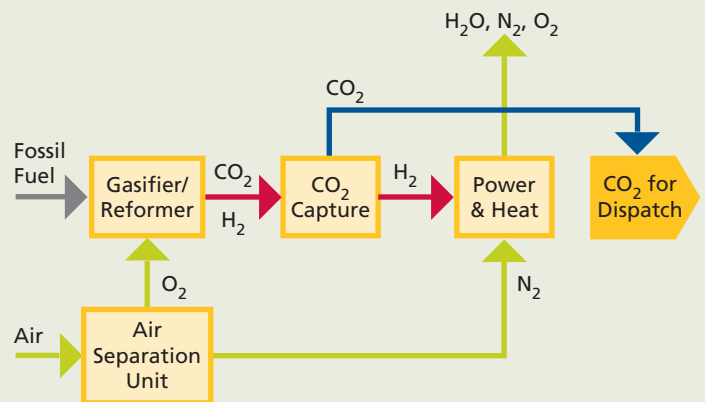 H₂O, N₂, O₂
CO₂
Fossil
Fuel
Gasifier/
Reformer
CO₂
H₂
CO₂
Capture
H₂
Power
& Heat
CO₂ for
Dispatch
O₂
N₂
Air
Air
Separation
Unit